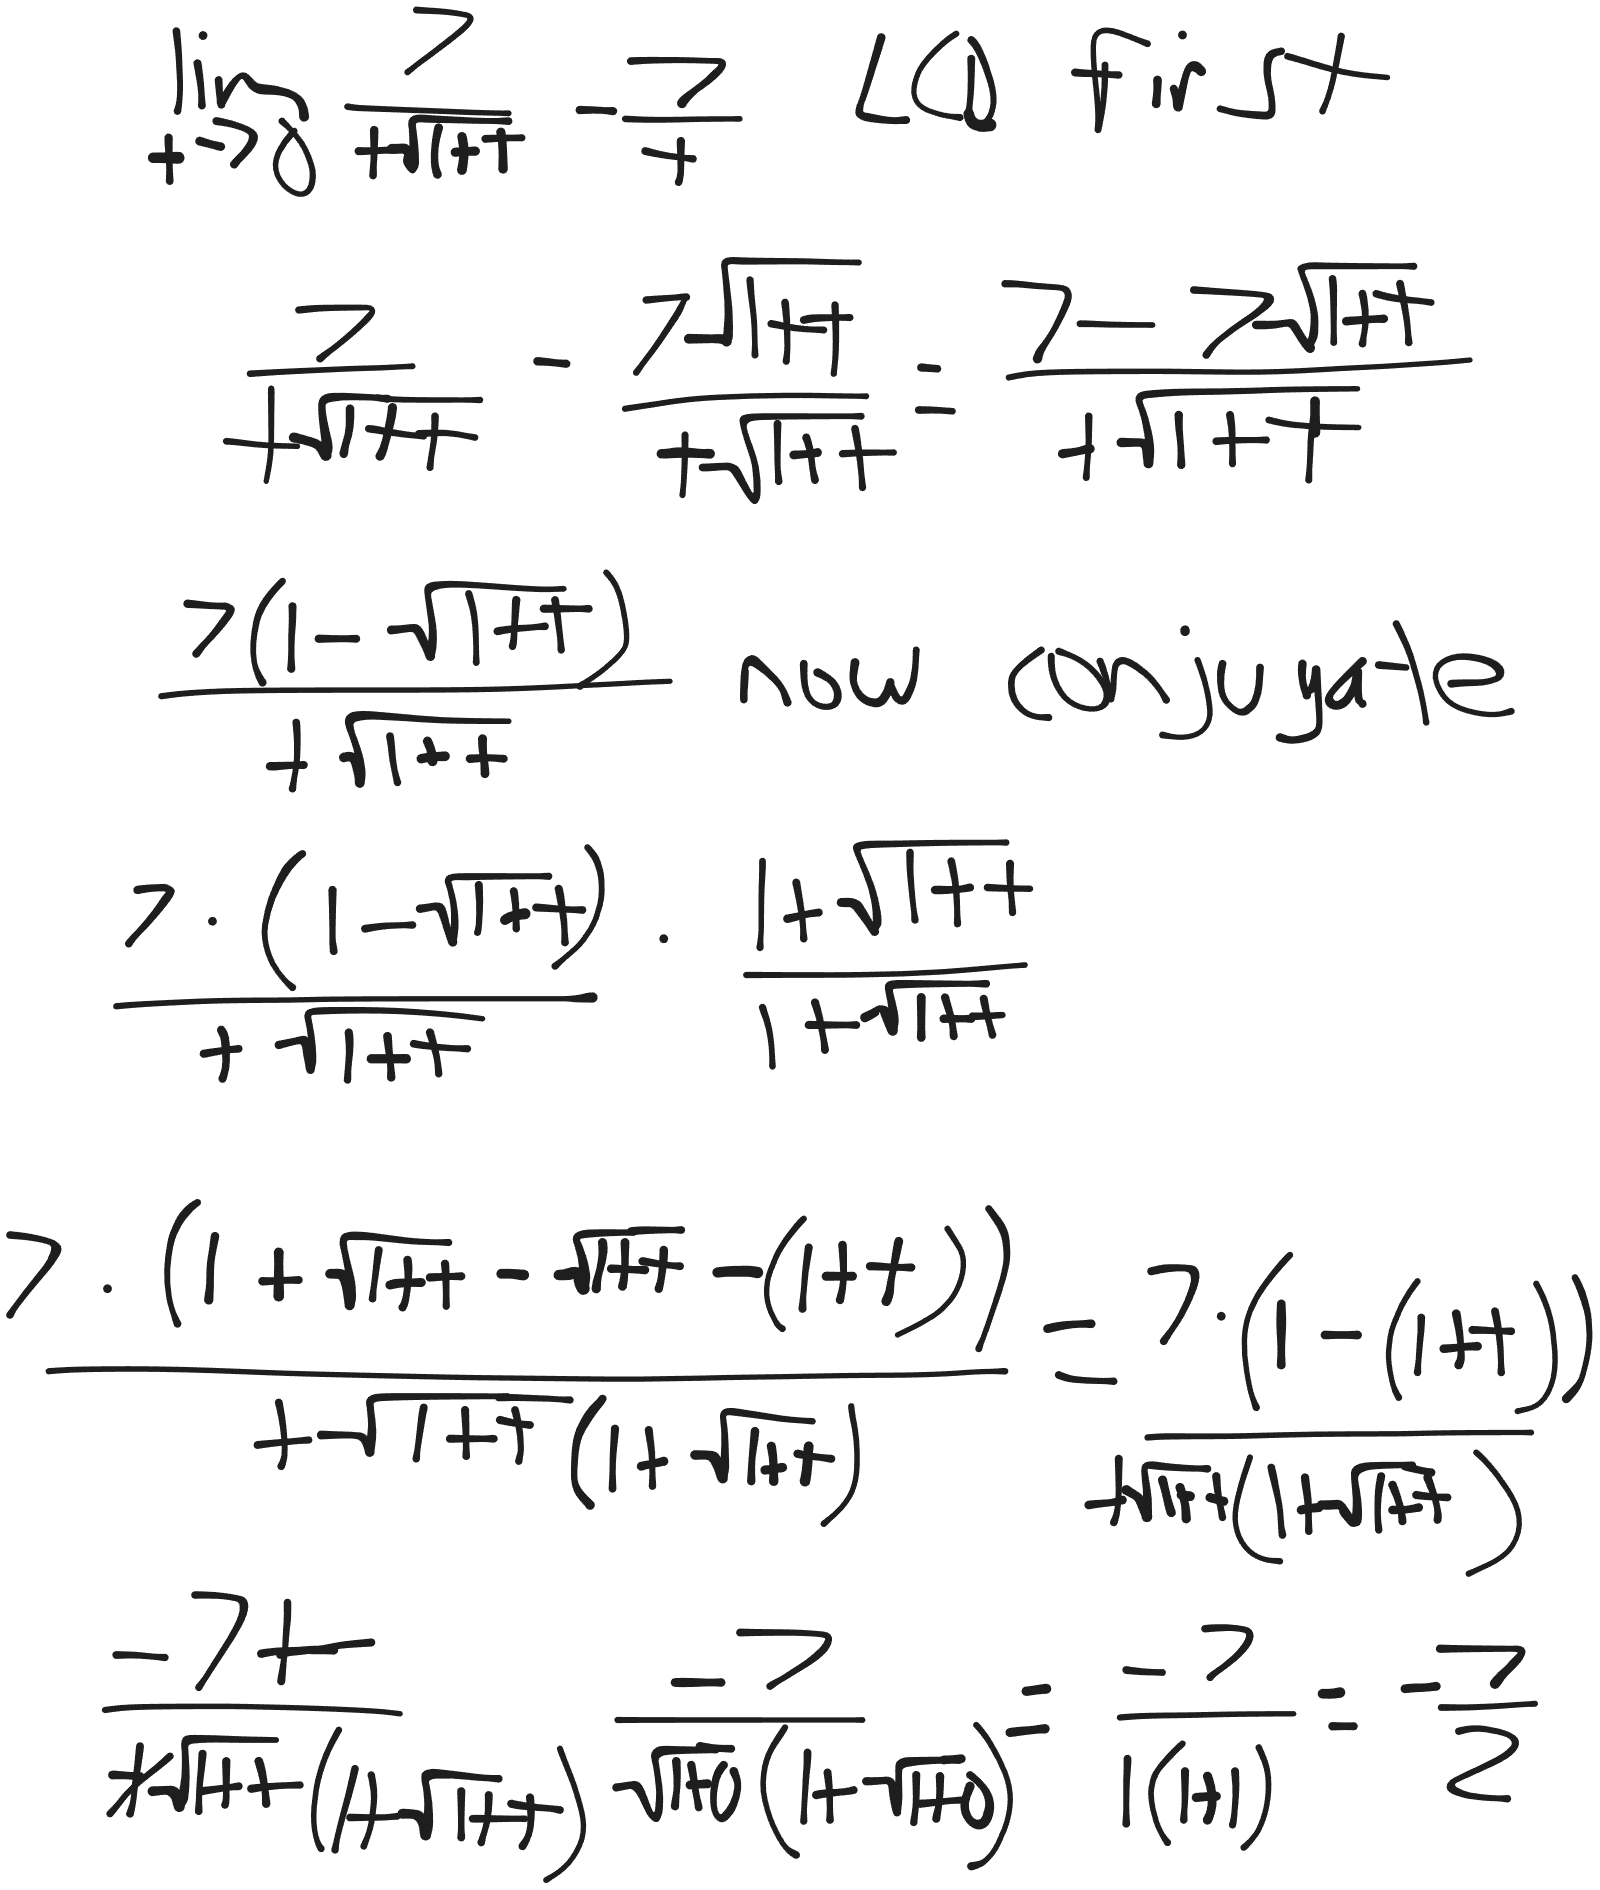 lim t->0 7/(t√(1+t)) - 7/t LCD first
7/(t√(1+t)) - 7√(1+t)/(t√(1+t)) = (7-7√(1+t))/(t√(1+t))
7(1-√(1+t))/(t√(1+t)) now conjugate
7·(1-√(1+t))/(t√(1+t)) · (1+√(1+t))/(1+√(1+t))
7·(1+√(1+t)-√(1+t)-(1+t))/(t√(1+t)(1+√(1+t))) = 7·(1-(1+t))/(t√(1+t)(1+√(1+t)))
-7t/(t√(1+t)(1+√(1+t))) -7/(√(1+0)(1+√(1+0))) = -7/(1(1+1)) = -7/2